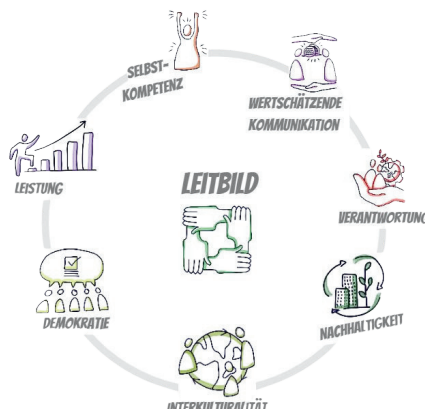 SELBST-
KOMPETENZ
WERTSCHÄTZENDE
KOMMUNIKATION
LEISTUNG
LEITBILD
VERANTWORTUNG
DEMOKRATIE
NACHHALTIGKEIT
INTERKULTURALITÄT